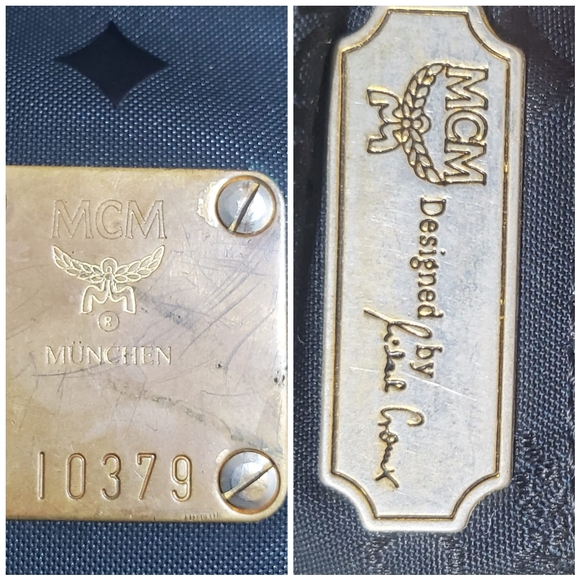 MCM
®
MÜNCHEN
10379
MCM
Designed by